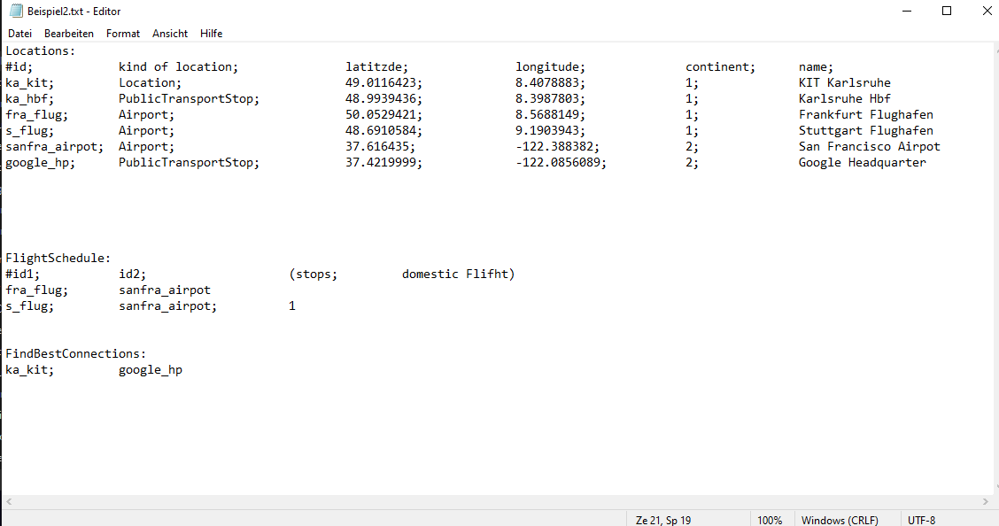 Beispiel2.txt - Editor
Datei Bearbeiten Format Ansicht Hilfe
Locations:
#id; kind of location; latitzde; longitude; continent; name;
ka_kit; Location; 49.0116423; 8.4078883; 1; KIT Karlsruhe
ka_hbf; PublicTransportStop; 48.9939436; 8.3987803; 1; Karlsruhe Hbf
fra_flug; Airport; 50.0529421; 8.5688149; 1; Frankfurt Flughafen
s_flug; Airport; 48.6910584; 9.1903943; 1; Stuttgart Flughafen
sanfra_airpot; Airport; 37.616435; -122.388382; 2; San Francisco Airpot
google_hp; PublicTransportStop; 37.4219999; -122.0856089; 2; Google Headquarter
FlightSchedule:
#id1; id2; (stops; domestic Flifht)
fra_flug; sanfra_airpot
s_flug; sanfra_airpot; 1
FindBestConnections:
ka_kit; google_hp
Ze 21, Sp 19 100% Windows (CRLF) UTF-8